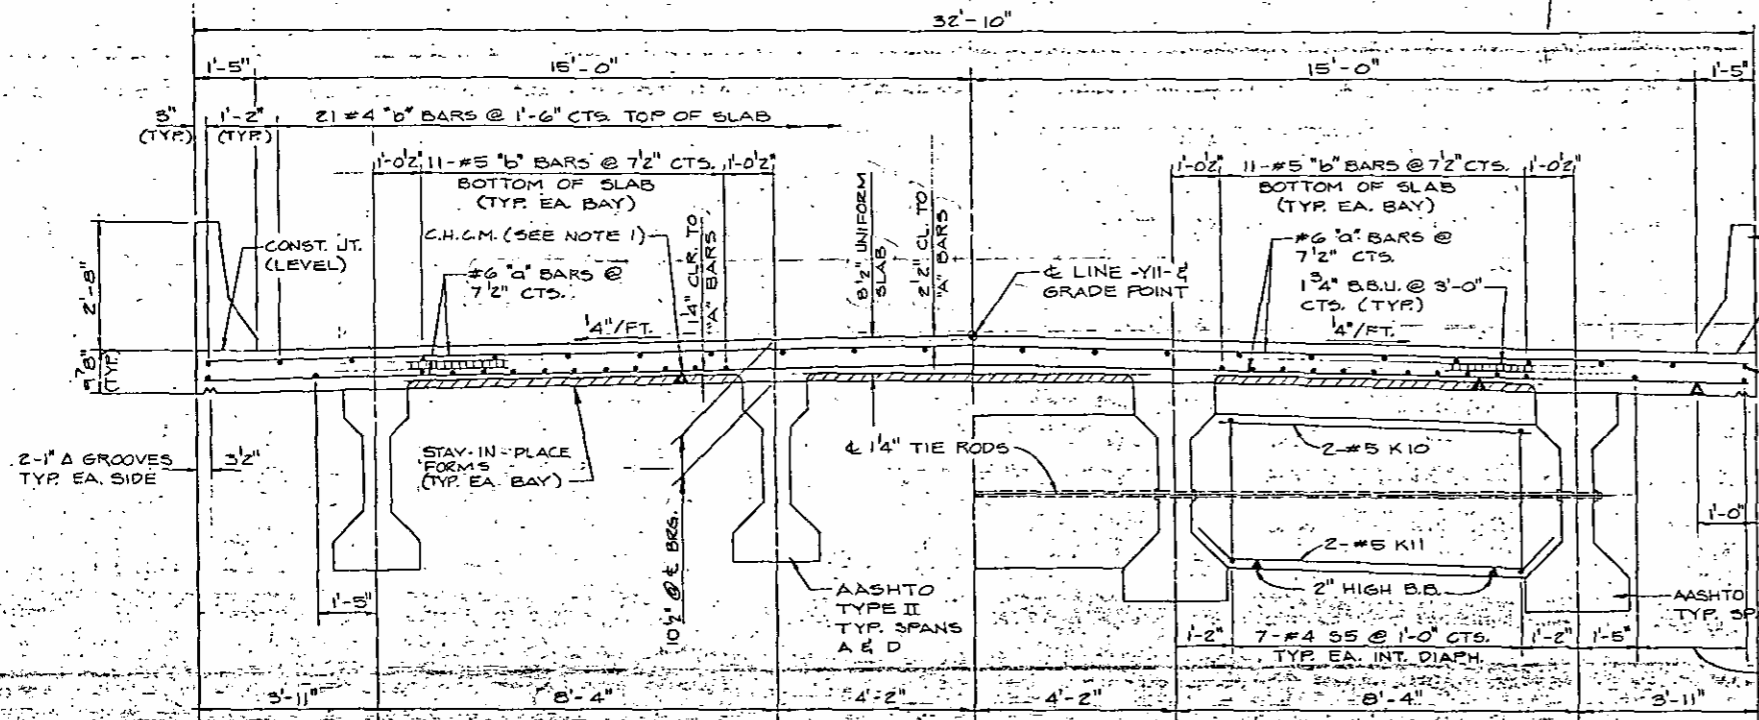 32'-10"
1'-5"
15'-0"
15'-0"
1'-5"
3"
(TYP.)
1'-2"
(TYP.)
21 #4 "b" BARS @ 1'-6" CTS. TOP OF SLAB
1'-0½"
11-#5 "b" BARS @ 7½" CTS.
1'-0½"
BOTTOM OF SLAB
(TYP. EA. BAY)
1'-0½"
11-#5 "b" BARS @ 7½" CTS.
1'-0½"
BOTTOM OF SLAB
(TYP. EA. BAY)
C.H.C.M. (SEE NOTE 1)
CONST. JT.
(LEVEL)
#6 "a" BARS @
7½" CTS.
1¼" CLR. TO
"A" BARS
8½" UNIFORM
SLAB
2½" CL. TO
"A" BARS
℄ LINE -Y11- &
GRADE POINT
#6 "a" BARS @
7½" CTS.
1¾" B.B.U. @ 3'-0"
CTS. (TYP.)
¼"/FT.
¼"/FT.
2'-8"
(TYP.)
2-1" Δ GROOVES
TYP. EA. SIDE
3½"
STAY-IN-PLACE
FORMS
(TYP. EA. BAY)
10½" @ ℄ BRG.
℄ 1¼" TIE RODS
2-#5 K10
2-#5 K11
2" HIGH B.B.
1'-0"
1'-5"
AASHTO
TYPE II
TYP. SPANS
A & D
AASHTO
TYP. SP
1'-2"
7-#4 S5 @ 1'-0" CTS.
1'-2"
1'-5"
TYP. EA. INT. DIAPH.
3'-11"
8'-4"
4'-2"
4'-2"
8'-4"
3'-11"